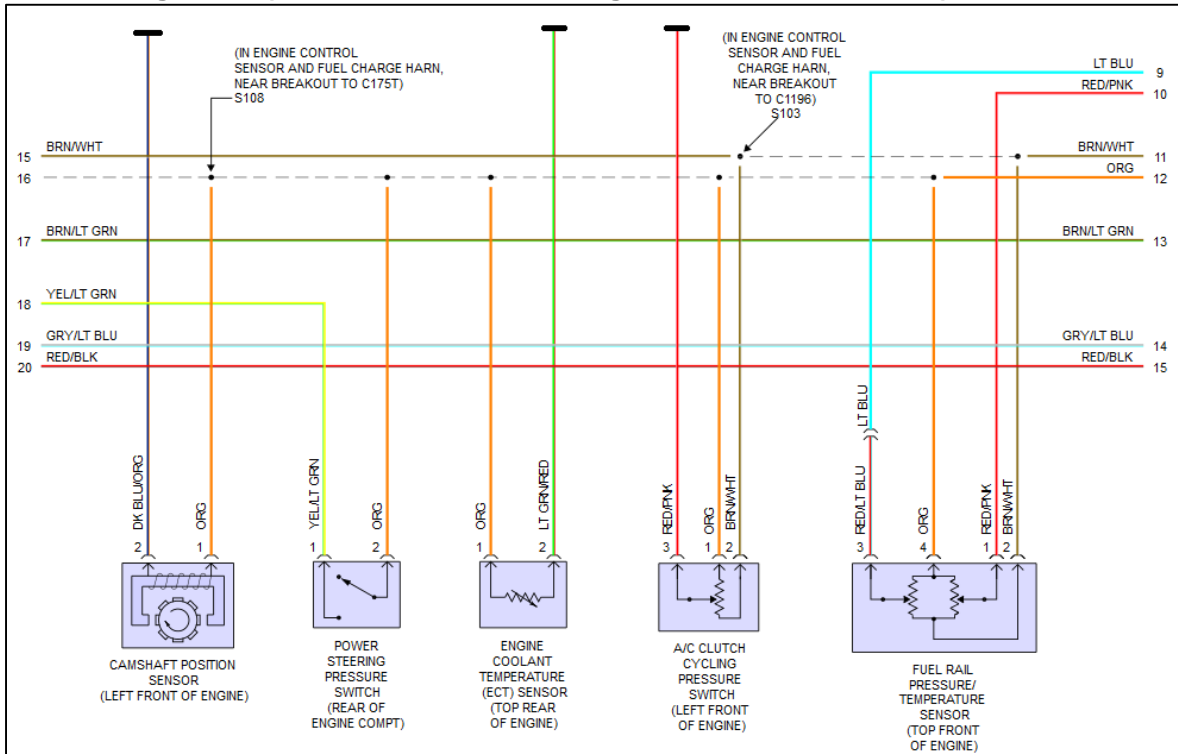 (IN ENGINE CONTROL
SENSOR AND FUEL CHARGE HARN,
NEAR BREAKOUT TO C175T)
S108
(IN ENGINE CONTROL
SENSOR AND FUEL
CHARGE HARN,
NEAR BREAKOUT
TO C1196)
S103
LT BLU 9
RED/PNK 10
15 BRN/WHT
BRN/WHT 11
16
ORG 12
17 BRN/LT GRN
BRN/LT GRN 13
18 YEL/LT GRN
19 GRY/LT BLU
GRY/LT BLU 14
20 RED/BLK
RED/BLK 15
DK BLU/ORG
ORG
YEL/LT GRN
ORG
ORG
LT GRN/RED
RED/PNK
ORG
BRN/WHT
LT BLU
RED/LT BLU
ORG
RED/PNK
BRN/WHT
2 1
1 2
1 2
3 1 2
3 4 1 2
CAMSHAFT POSITION
SENSOR
(LEFT FRONT OF ENGINE)
POWER
STEERING
PRESSURE
SWITCH
(REAR OF
ENGINE COMPT)
ENGINE
COOLANT
TEMPERATURE
(ECT) SENSOR
(TOP REAR
OF ENGINE)
A/C CLUTCH
CYCLING
PRESSURE
SWITCH
(LEFT FRONT
OF ENGINE)
FUEL RAIL
PRESSURE/
TEMPERATURE
SENSOR
(TOP FRONT
OF ENGINE)